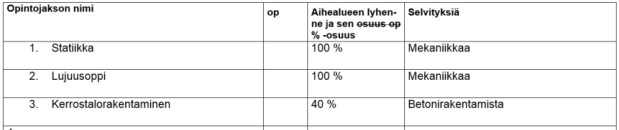 Opintojakson nimi op Aihealueen lyhen- Selvityksiä
ne ja sen osuus op
% -osuus
1. Statiikka 100 % Mekaniikkaa
2. Lujuusoppi 100 % Mekaniikkaa
3. Kerrostalorakentaminen 40 % Betonirakentamista